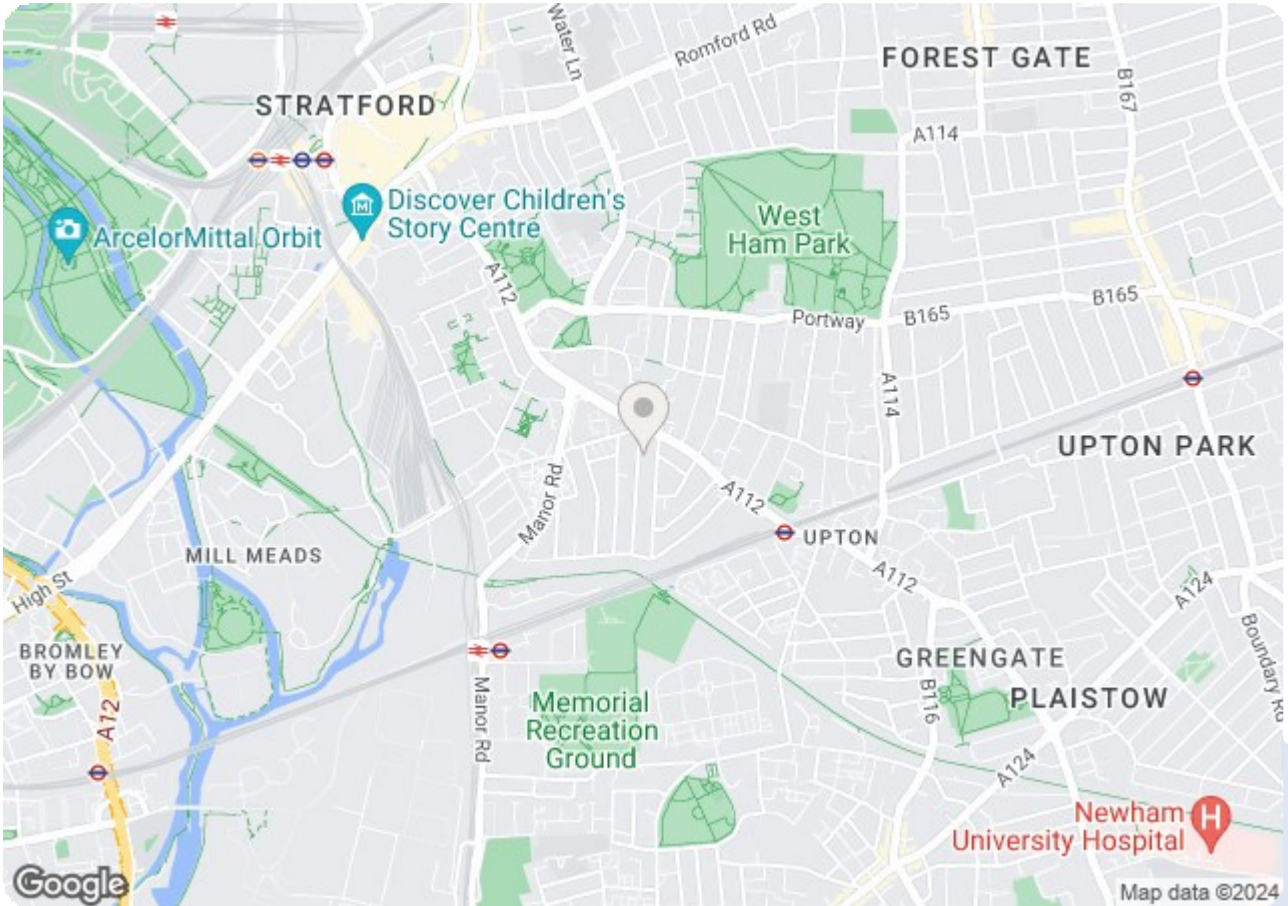 Water Ln
Romford Rd
FOREST GATE
B167
STRATFORD
A114
Discover Children's
Story Centre
West
Ham Park
ArcelorMittal Orbit
A112
B165
Portway
B165
A114
UPTON PARK
Manor Rd
A112
UPTON
MILL MEADS
A112
A124
High St
BROMLEY
BY BOW
GREENGATE
Boundary Rd
B116
PLAISTOW
A12
Manor Rd
Memorial
Recreation
Ground
A124
Newham
University Hospital
H
Google
Map data ©2024